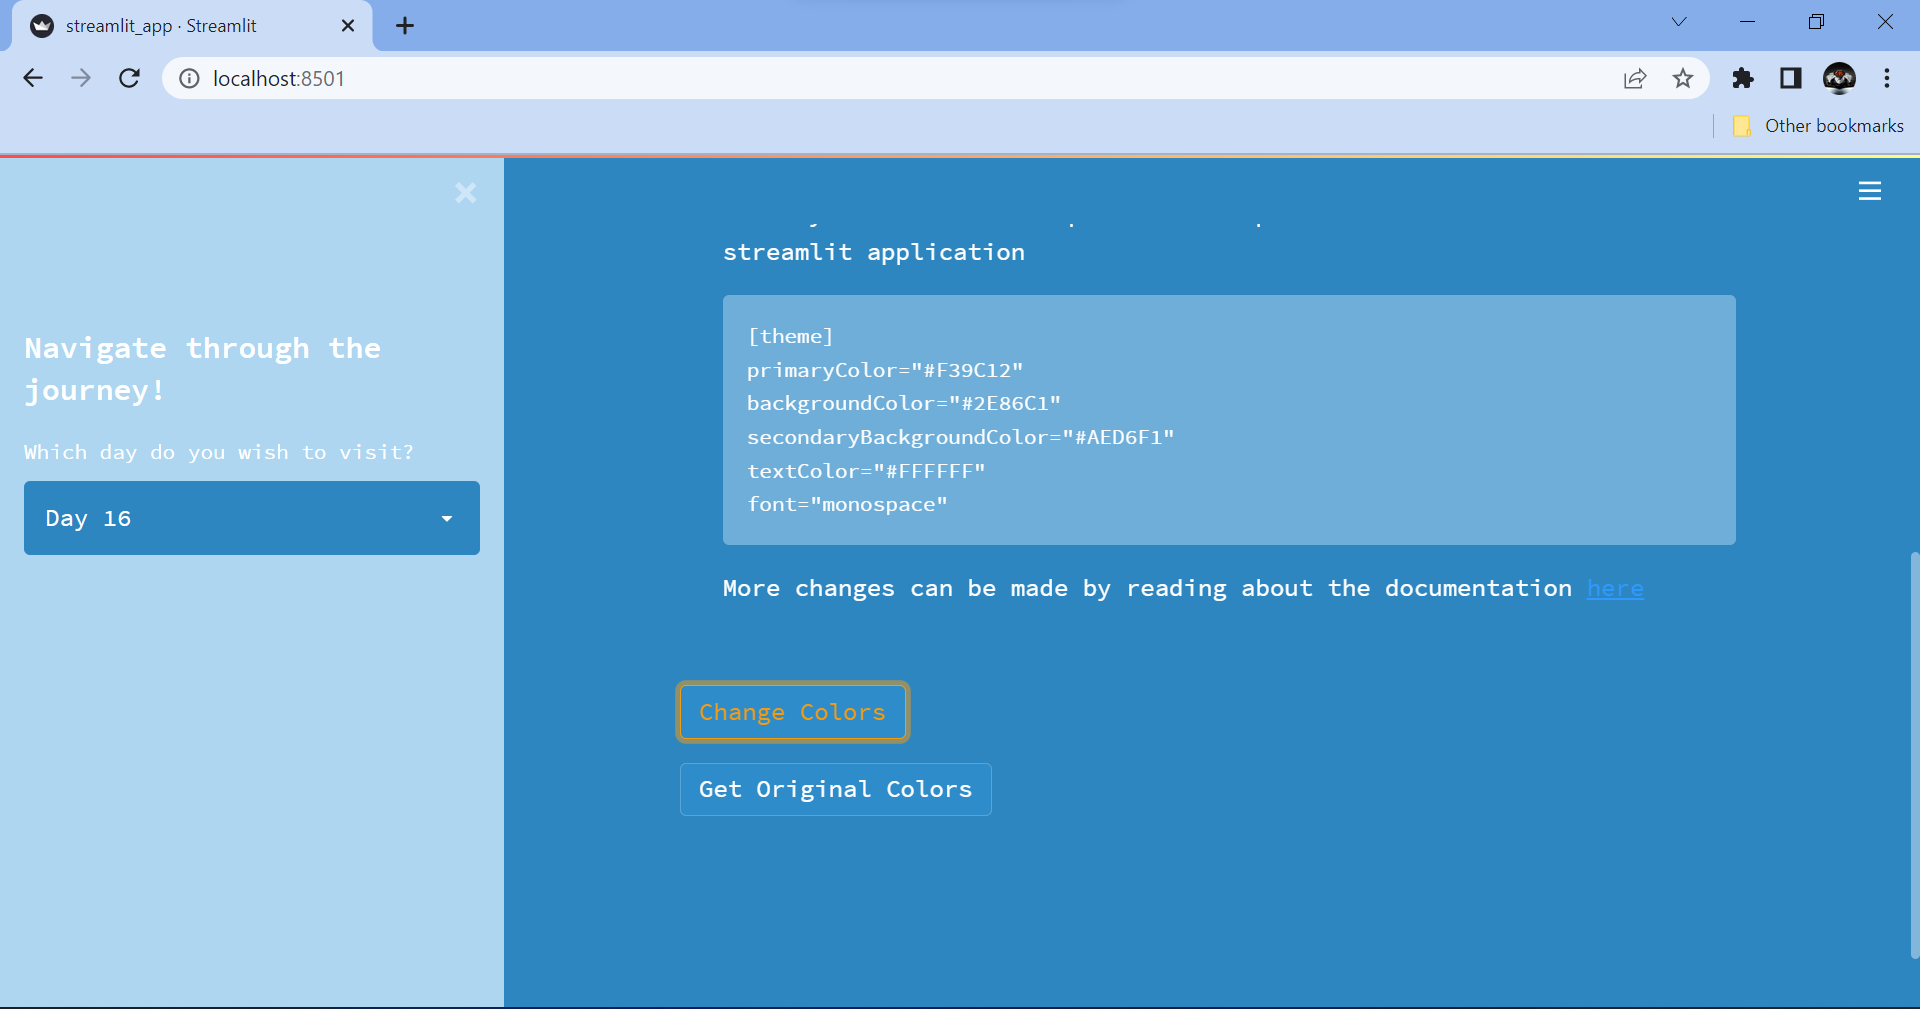 streamlit_app · Streamlit
localhost:8501
Other bookmarks
Navigate through the
journey!
Which day do you wish to visit?
Day 16
streamlit application
[theme]
primaryColor="#F39C12"
backgroundColor="#2E86C1"
secondaryBackgroundColor="#AED6F1"
textColor="#FFFFFF"
font="monospace"
More changes can be made by reading about the documentation here
Change Colors
Get Original Colors